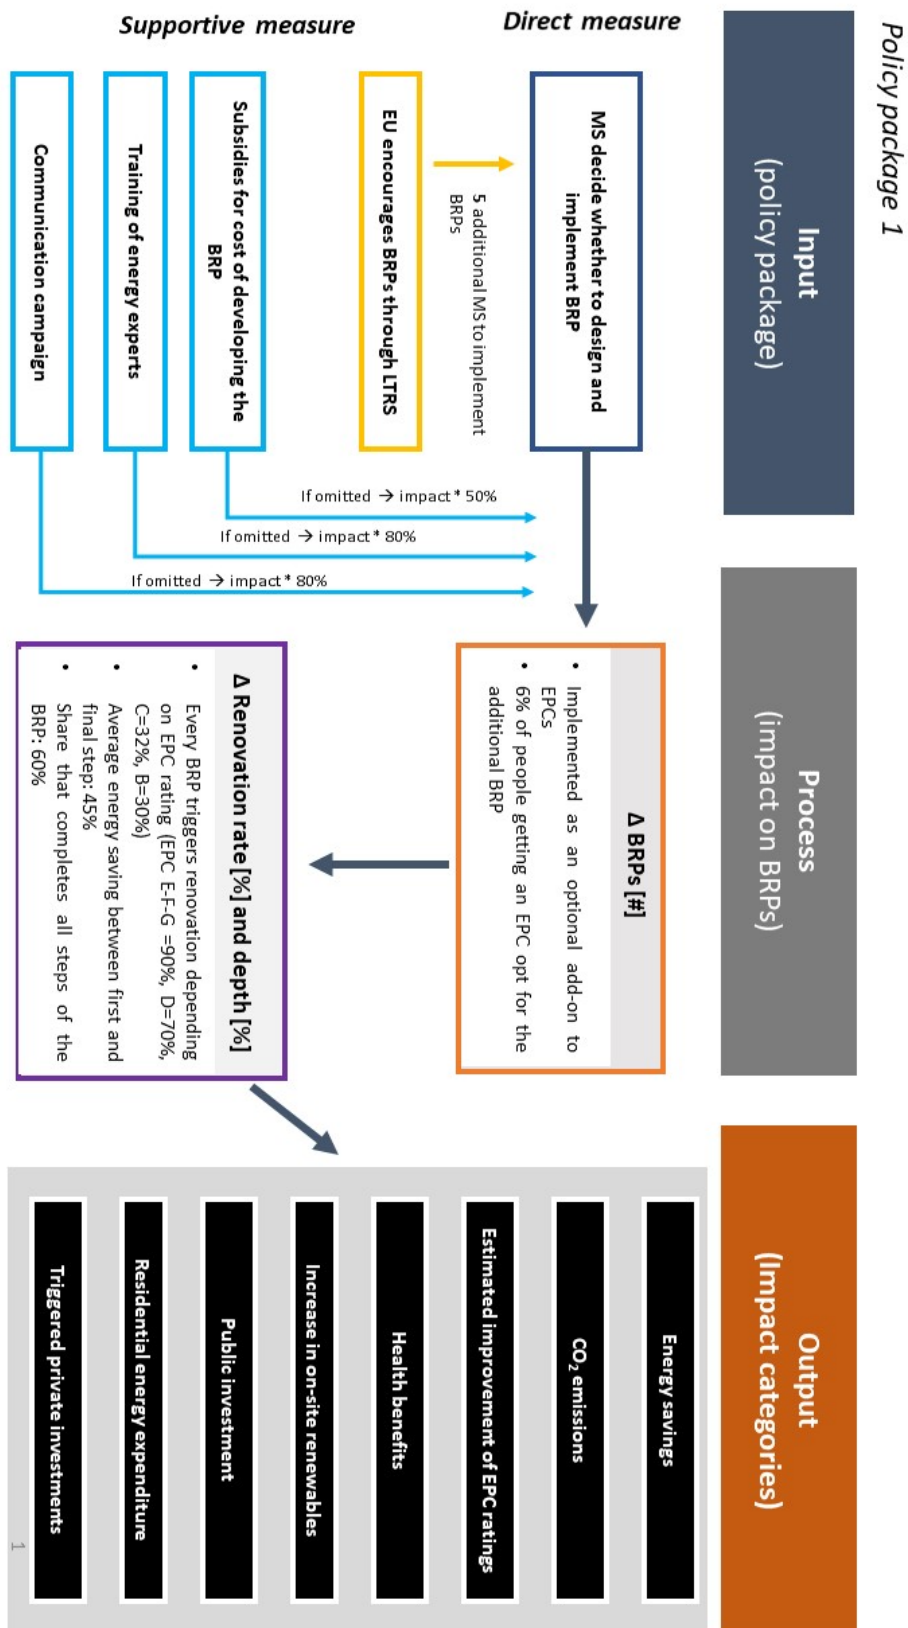 Policy package 1
Input
(policy package)
Process
(impact on BRPs)
Output
(Impact categories)
Direct measure
MS decide whether to design and
implement BRP
5 additional MS to implement
BRPs
EU encourages BRPs through LTRS
Supportive measure
Subsidies for cost of developing the
BRP
Training of energy experts
Communication campaign
If omitted → impact * 50%
If omitted → impact * 80%
If omitted → impact * 80%
Δ BRPs [#]
• Implemented as an optional add-on to
EPCs
• 6% of people getting an EPC opt for the
additional BRP
Δ Renovation rate [%] and depth [%]
• Every BRP triggers renovation depending
on EPC rating (EPC E-F-G =90%, D=70%,
C=32%, B=30%)
• Average energy saving between first and
final step: 45%
• Share that completes all steps of the
BRP: 60%
Energy savings
CO₂ emissions
Estimated improvement of EPC ratings
Health benefits
Increase in on-site renewables
Public investment
Residential energy expenditure
Triggered private investments
1